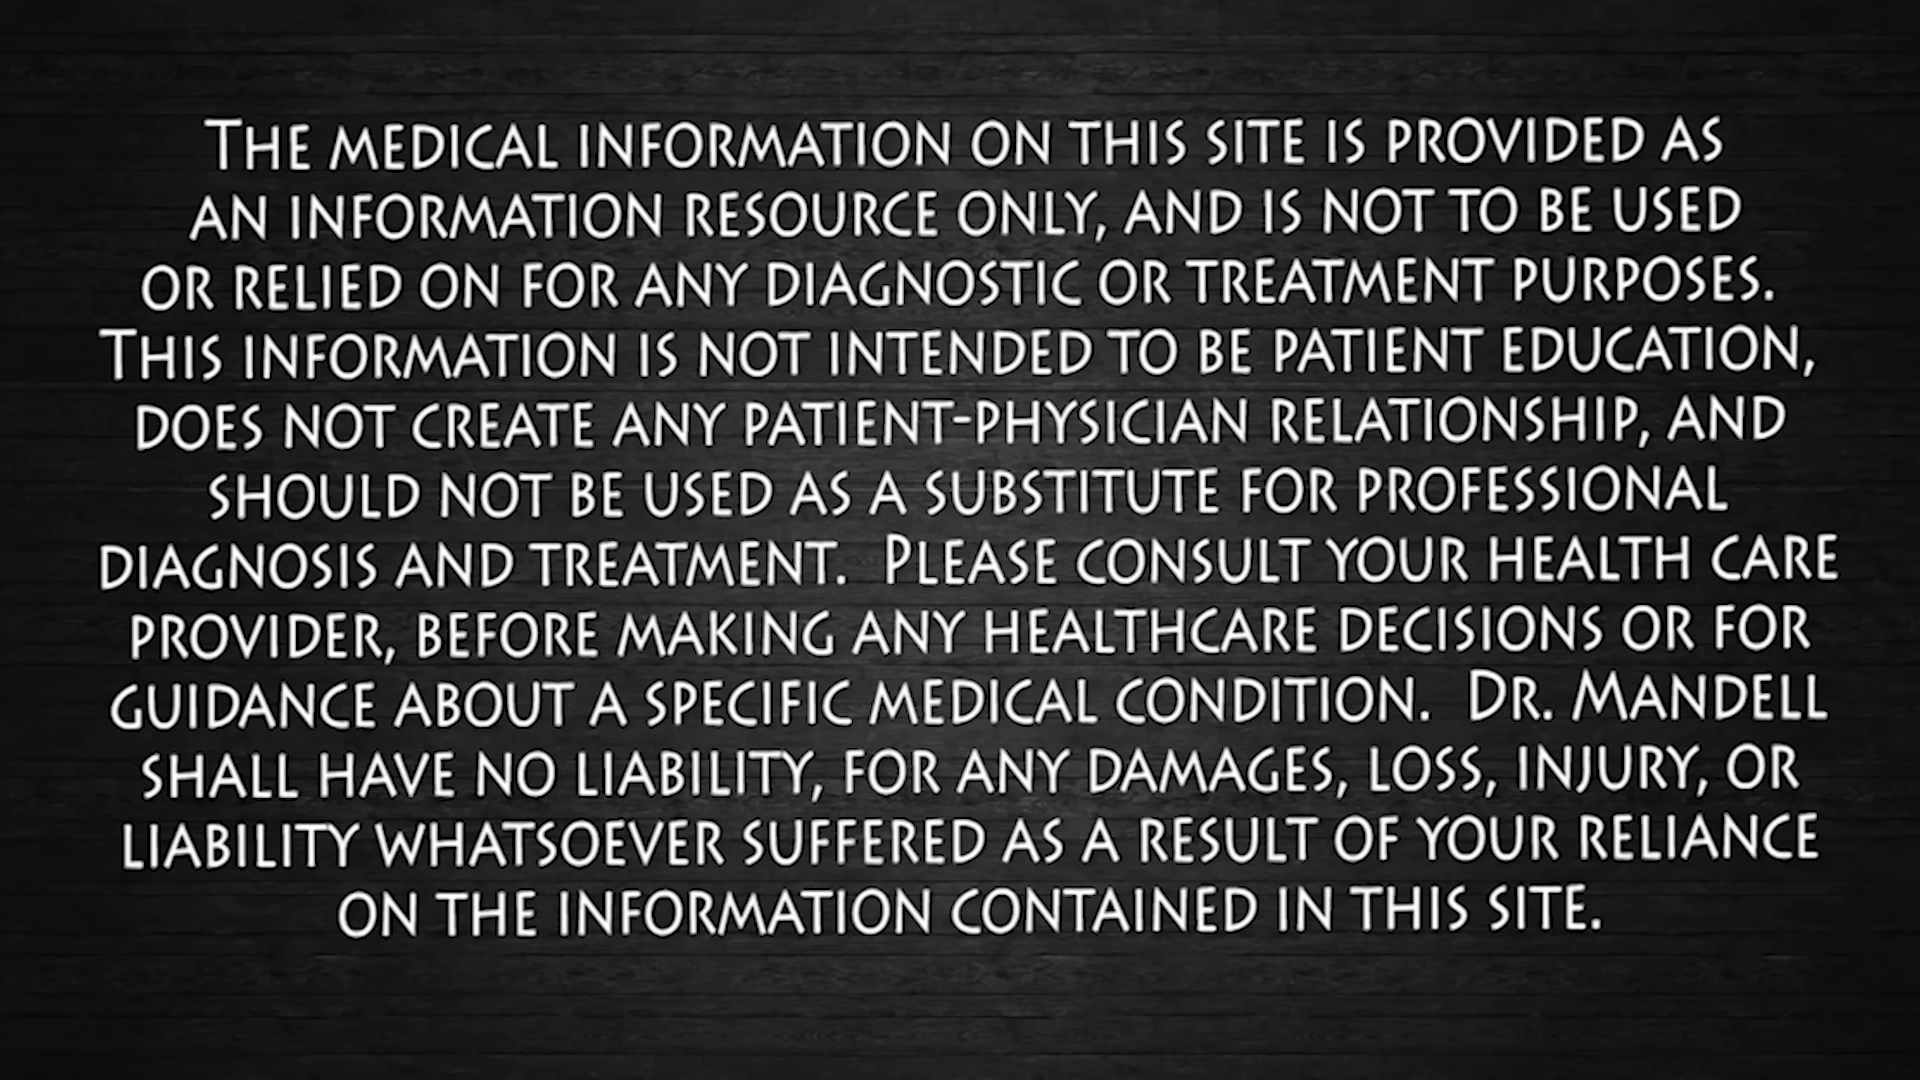 The medical information on this site is provided as
an information resource only, and is not to be used
or relied on for any diagnostic or treatment purposes.
This information is not intended to be patient education,
does not create any patient-physician relationship, and
should not be used as a substitute for professional
diagnosis and treatment.  Please consult your health care
provider, before making any healthcare decisions or for
guidance about a specific medical condition.  Dr. Mandell
shall have no liability, for any damages, loss, injury, or
liability whatsoever suffered as a result of your reliance
on the information contained in this site.